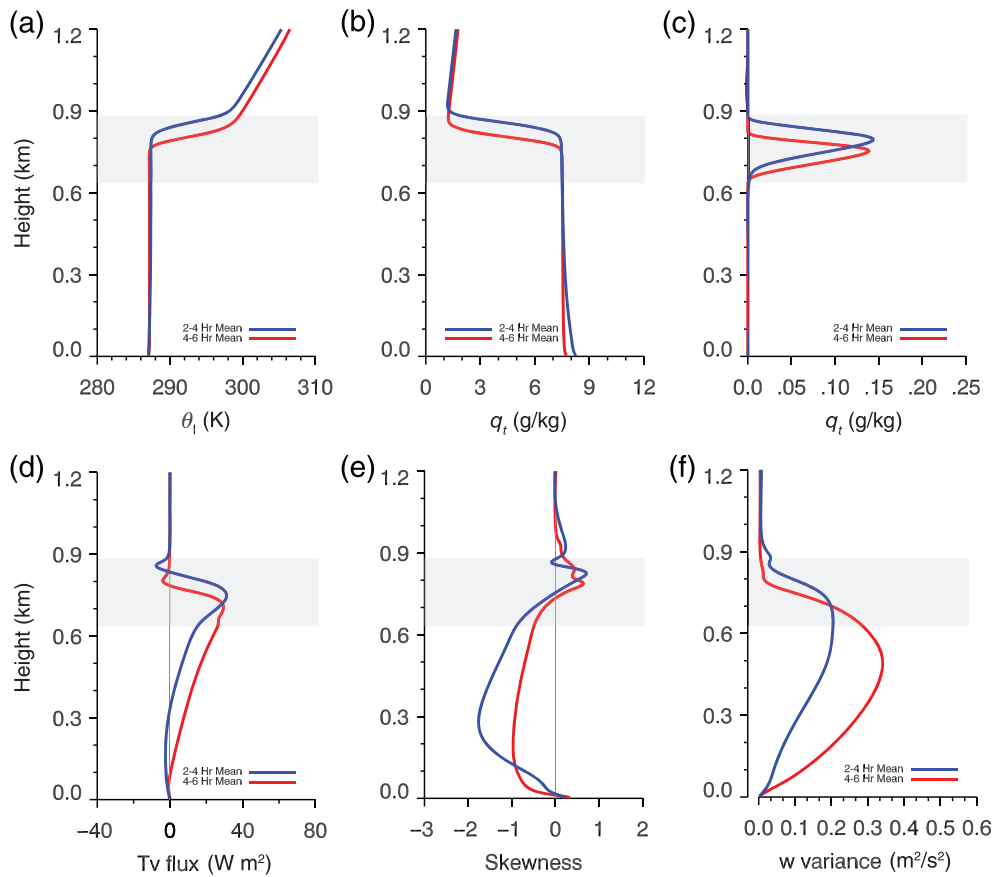 (a)
1.2
0.9
0.6
0.3
0.0
Height (km)
2-4 Hr Mean
4-6 Hr Mean
280 290 300 310
θl (K)
(b)
1.2
0.9
0.6
0.3
0.0
2-4 Hr Mean
4-6 Hr Mean
0 3 6 9 12
qt (g/kg)
(c)
1.2
0.9
0.6
0.3
0.0
2-4 Hr Mean
4-6 Hr Mean
0.0 .05 .10 .15 .20 .25
qt (g/kg)
(d)
1.2
0.9
0.6
0.3
0.0
Height (km)
2-4 Hr Mean
4-6 Hr Mean
−40 0 40 80
Tv flux (W m²)
(e)
1.2
0.9
0.6
0.3
0.0
−3 −2 −1 0 1 2
Skewness
(f)
1.2
0.9
0.6
0.3
0.0
2-4 Hr Mean
4-6 Hr Mean
0.0 0.1 0.2 0.3 0.4 0.5 0.6
w variance (m²/s²)